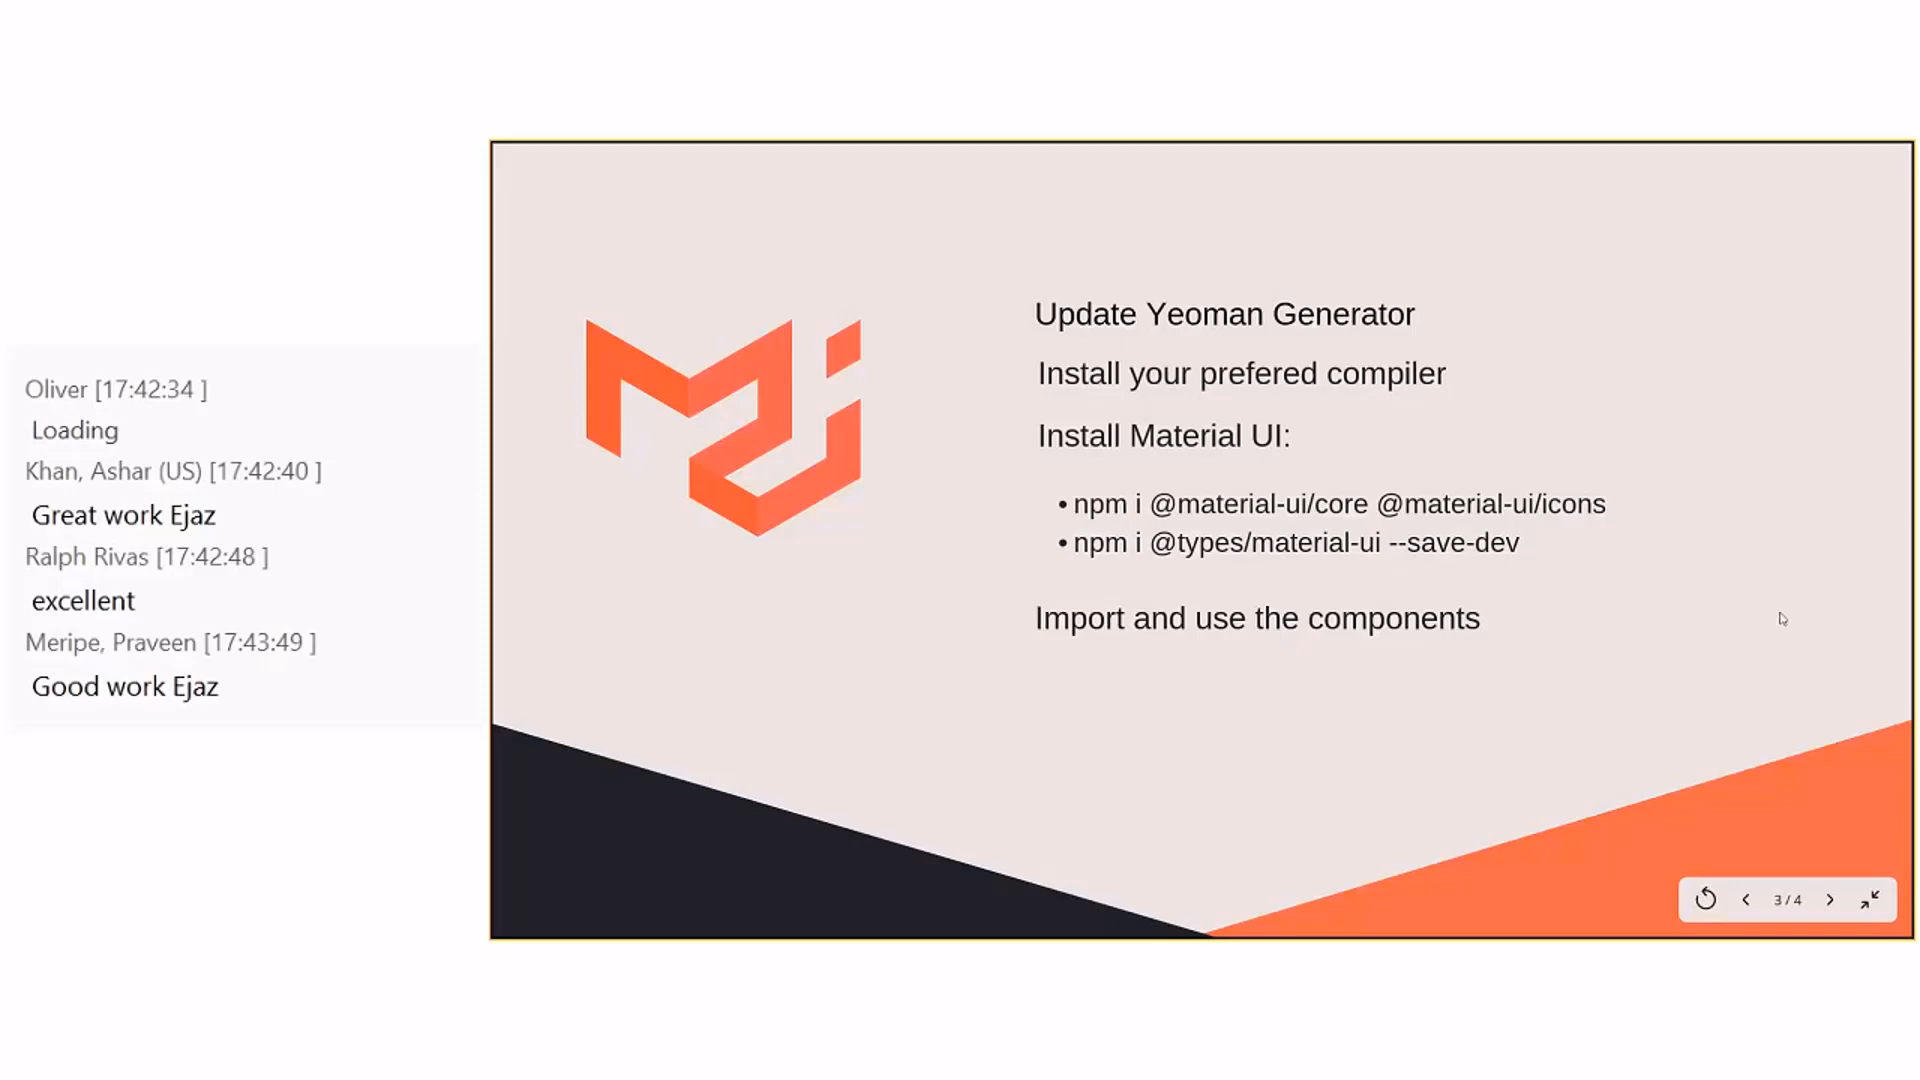 Oliver [17:42:34 ]
Loading
Khan, Ashar (US) [17:42:40 ]
Great work Ejaz
Ralph Rivas [17:42:48 ]
excellent
Meripe, Praveen [17:43:49 ]
Good work Ejaz
Update Yeoman Generator
Install your prefered compiler
Install Material UI:
• npm i @material-ui/core @material-ui/icons
• npm i @types/material-ui --save-dev
Import and use the components
3 / 4